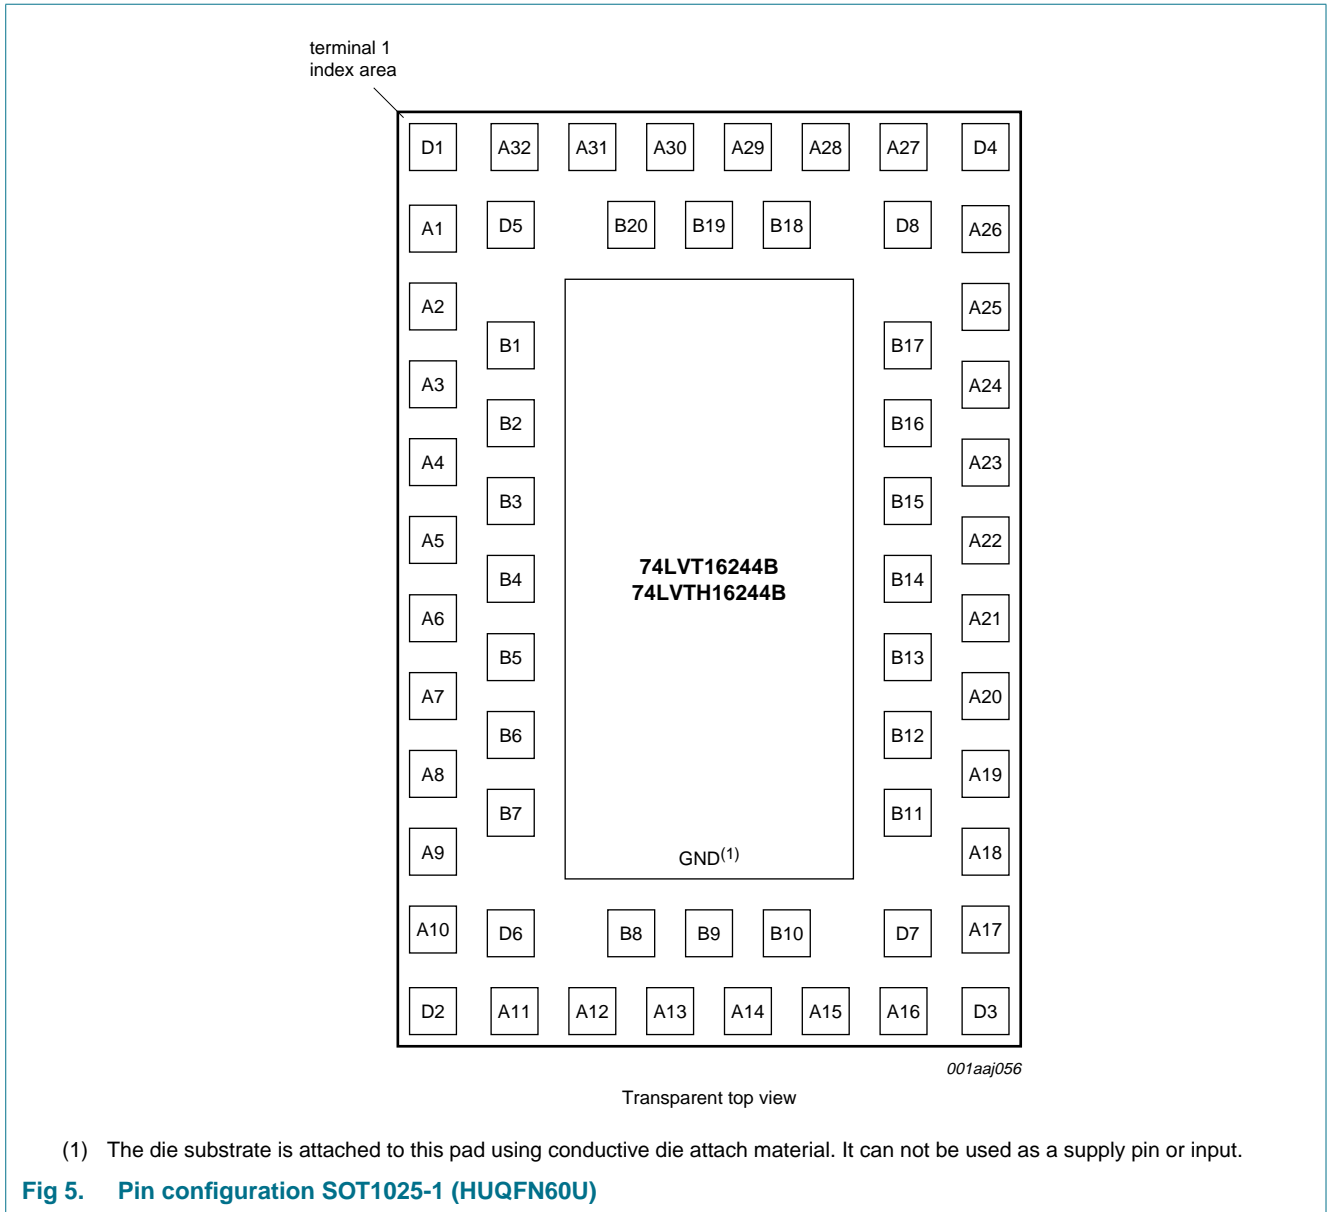 terminal 1
index area
D1 A32 A31 A30 A29 A28 A27 D4
A1 D5 B20 B19 B18 D8 A26
A2 A25
B1 B17
A3 A24
B2 B16
A4 A23
B3 B15
A5 A22
74LVT16244B
B4 B14
74LVTH16244B
A6 A21
B5 B13
A7 A20
B6 B12
A8 A19
B7 B11
A9 GND(1) A18
A10 D6 B8 B9 B10 D7 A17
D2 A11 A12 A13 A14 A15 A16 D3
001aaj056
Transparent top view
(1) The die substrate is attached to this pad using conductive die attach material. It can not be used as a supply pin or input.
Fig 5. Pin configuration SOT1025-1 (HUQFN60U)